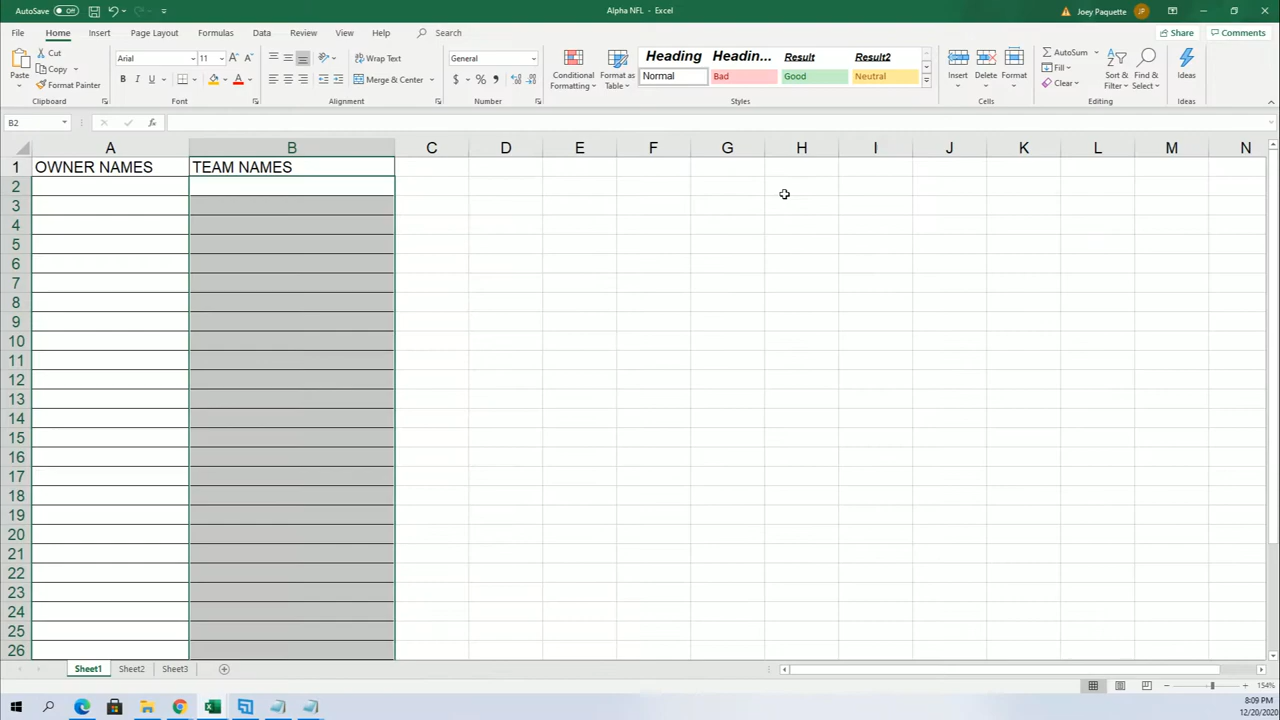 AutoSave Off
Alpha NFL - Excel
Joey Paquette JP
File Home Insert Page Layout Formulas Data Review View Help Search
Share Comments
Paste Cut Copy Format Painter
Arial 11 A A
B I U
Wrap Text
Merge & Center
General
$ % 9
Conditional Formatting
Format as Table
Heading Headin... Result Result2
Normal Bad Good Neutral
Insert Delete Format
AutoSum
Fill
Clear
Sort & Filter
Find & Select
Ideas
Clipboard Font Alignment Number Styles Cells Editing Ideas
B2 fx
A B C D E F G H I J K L M N
1 OWNER NAMES TEAM NAMES
2
3
4
5
6
7
8
9
10
11
12
13
14
15
16
17
18
19
20
21
22
23
24
25
26
Sheet1 Sheet2 Sheet3
154%
8:09 PM
12/20/2020